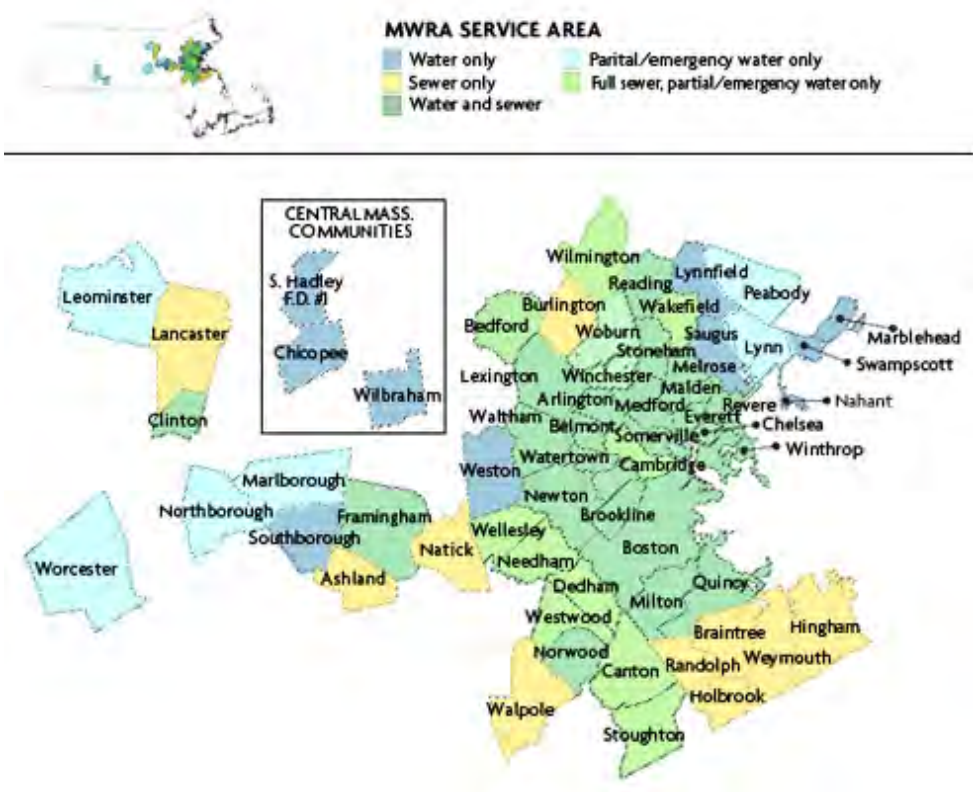 MWRA SERVICE AREA
Water only
Sewer only
Water and sewer
Parital/emergency water only
Full sewer, partial/emergency water only
CENTRAL MASS.
COMMUNITIES
S. Hadley
F.D. #1
Chicopee
Wilbraham
Leominster
Lancaster
Clinton
Marlborough
Northborough
Southborough
Framingham
Ashland
Natick
Worcester
Wilmington
Reading
Lynnfield
Peabody
Burlington
Wakefield
Bedford
Woburn
Saugus
Lynn
Marblehead
Swampscott
Stoneham
Melrose
Lexington
Winchester
Malden
Arlington
Medford
Revere
Nahant
Waltham
Everett
Chelsea
Belmont
Somerville
Winthrop
Weston
Watertown
Cambridge
Newton
Brookline
Wellesley
Boston
Needham
Dedham
Quincy
Milton
Westwood
Braintree
Hingham
Norwood
Canton
Randolph
Weymouth
Holbrook
Walpole
Stoughton